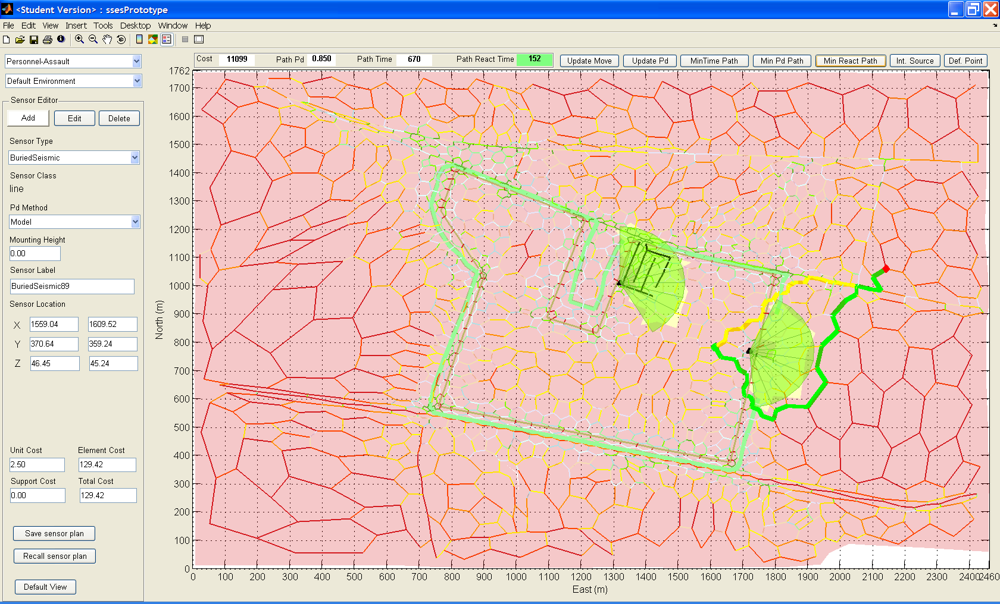 <Student Version> : ssesPrototype
File Edit View Insert Tools Desktop Window Help
Personnel-Assault
Default Environment
Sensor Editor
Add Edit Delete
Sensor Type
BuriedSeismic
Sensor Class
line
Pd Method
Model
Mounting Height
0.00
Sensor Label
BuriedSeismic89
Sensor Location
X 1559.04 1609.52
Y 370.64 359.24
Z 46.45 45.24
Unit Cost Element Cost
2.50 129.42
Support Cost Total Cost
0.00 129.42
Save sensor plan
Recall sensor plan
Default View
Cost 11099 Path Pd 0.850 Path Time 670 Path React Time 152
Update Move Update Pd MinTime Path Min Pd Path Min React Path Int. Source Def. Point
1762
1700
1600
1500
1400
1300
1200
1100
1000
900
800
700
600
500
400
300
200
100
0
North (m)
0 100 200 300 400 500 600 700 800 900 1000 1100 1200 1300 1400 1500 1600 1700 1800 1900 2000 2100 2200 2300 2400 2460
East (m)